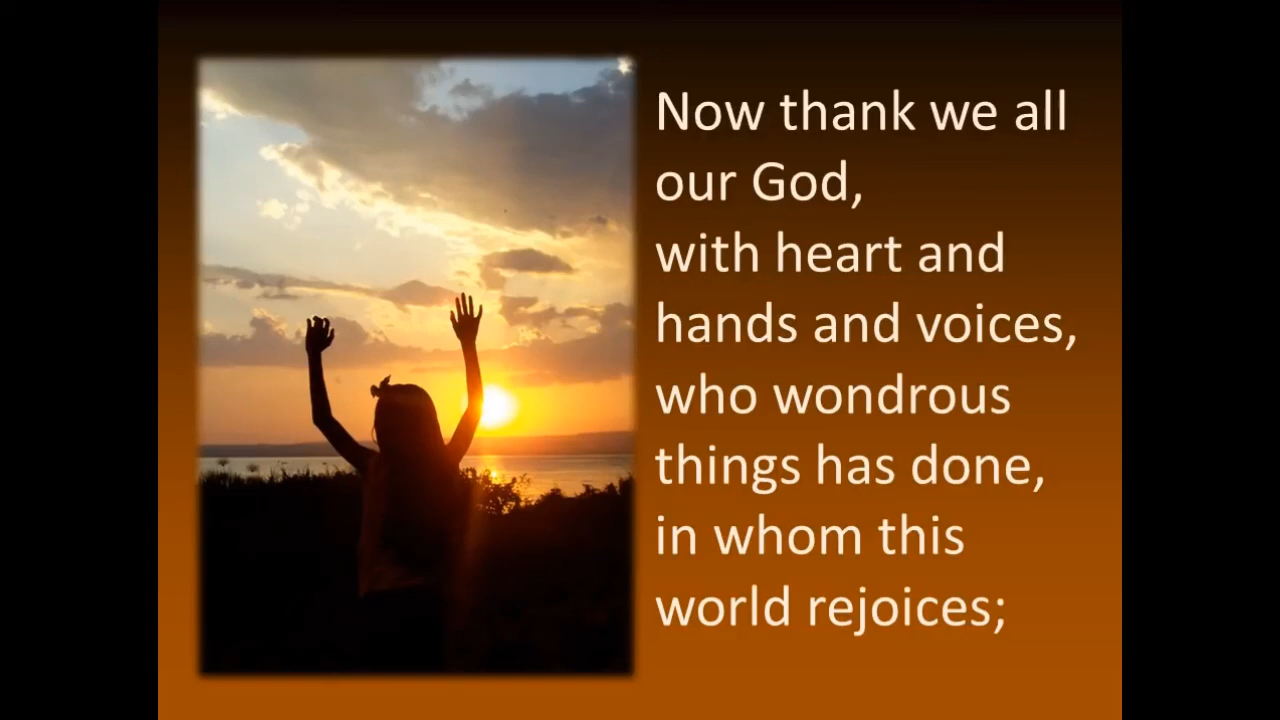 Now thank we all
our God,
with heart and
hands and voices,
who wondrous
things has done,
in whom this
world rejoices;